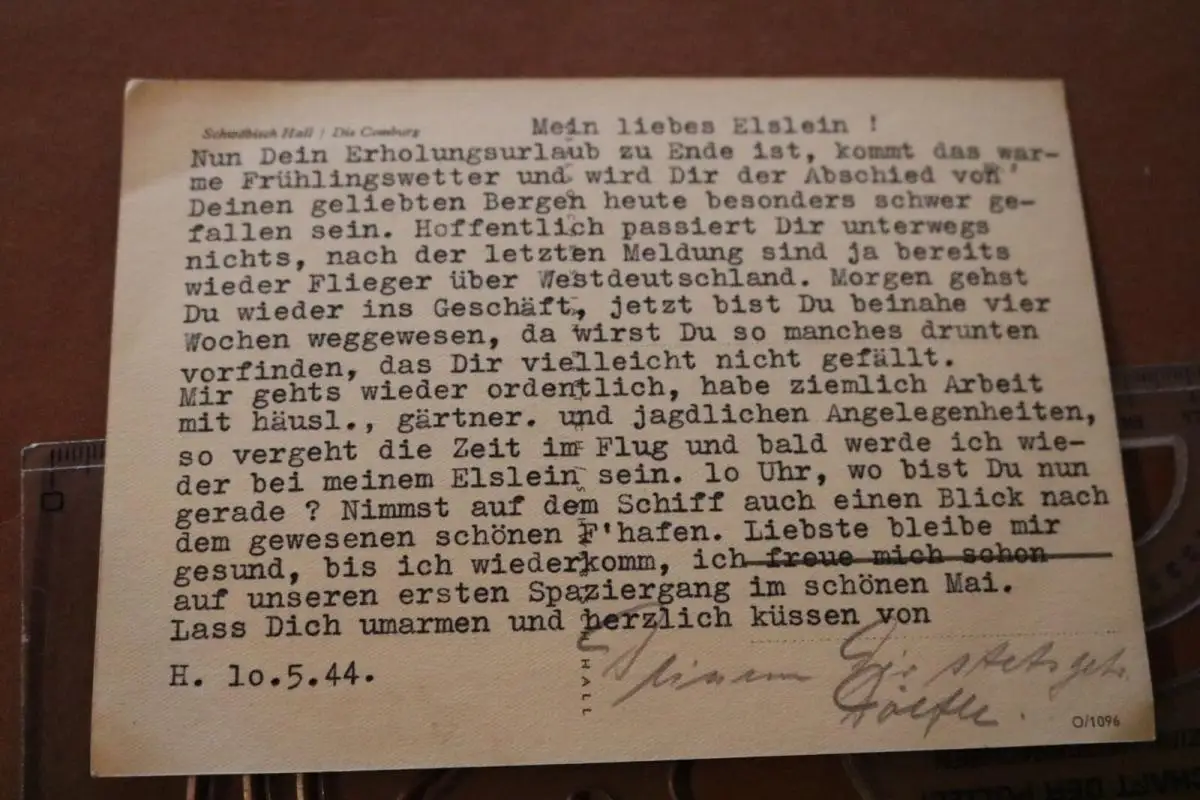 Schwäbisch Hall / Die Comburg
Mein liebes Elslein !
Nun Dein Erholungsurlaub zu Ende ist, kommt das war-
me Frühlingswetter und wird Dir der Abschied von
Deinen geliebten Bergen heute besonders schwer ge-
fallen sein. Hoffentlich passiert Dir unterwegs
nichts, nach der letzten Meldung sind ja bereits
wieder Flieger über Westdeutschland. Morgen gehst
Du wieder ins Geschäft, jetzt bist Du beinahe vier
Wochen weggewesen, da wirst Du so manches drunten
vorfinden, das Dir vielleicht nicht gefällt.
Mir gehts wieder ordentlich, habe ziemlich Arbeit
mit häusl., gärtner. und jagdlichen Angelegenheiten,
so vergeht die Zeit im Flug und bald werde ich wie-
der bei meinem Elslein sein. lo Uhr, wo bist Du nun
gerade ? Nimmst auf dem Schiff auch einen Blick nach
dem gewesenen schönen F'hafen. Liebste bleibe mir
gesund, bis ich wiederkomm, ich freue mich schon
auf unseren ersten Spaziergang im schönen Mai.
Lass Dich umarmen und herzlich küssen von
H. lo.5.44.
HALL
Dir stets
O/1096